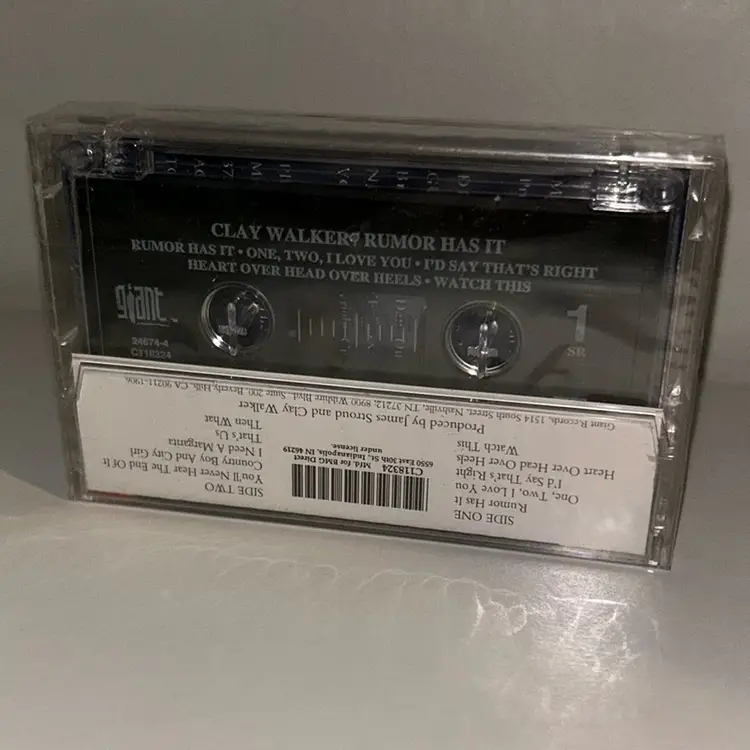 CLAY WALKER/ RUMOR HAS IT
RUMOR HAS IT • ONE, TWO, I LOVE YOU • I'D SAY THAT'S RIGHT
HEART OVER HEAD OVER HEELS • WATCH THIS
giant
24674-4
C118324
1
SR
SIDE ONE
Rumor Has It
One, Two, I Love You
I'd Say That's Right
Heart Over Head Over Heels
Watch This
C118324 Mfd. for BMG Direct
6550 East 30th St. Indianapolis, IN 46219
under license.
SIDE TWO
You'll Never Hear The End Of It
Country Boy And City Girl
I Need A Margarita
That's Us
Then What
Produced by James Stroud and Clay Walker
Giant Records, 1514 South Street, Nashville, TN 37212; 8900 Wilshire Blvd., Suite 200, Beverly Hills, CA 90211-1906.